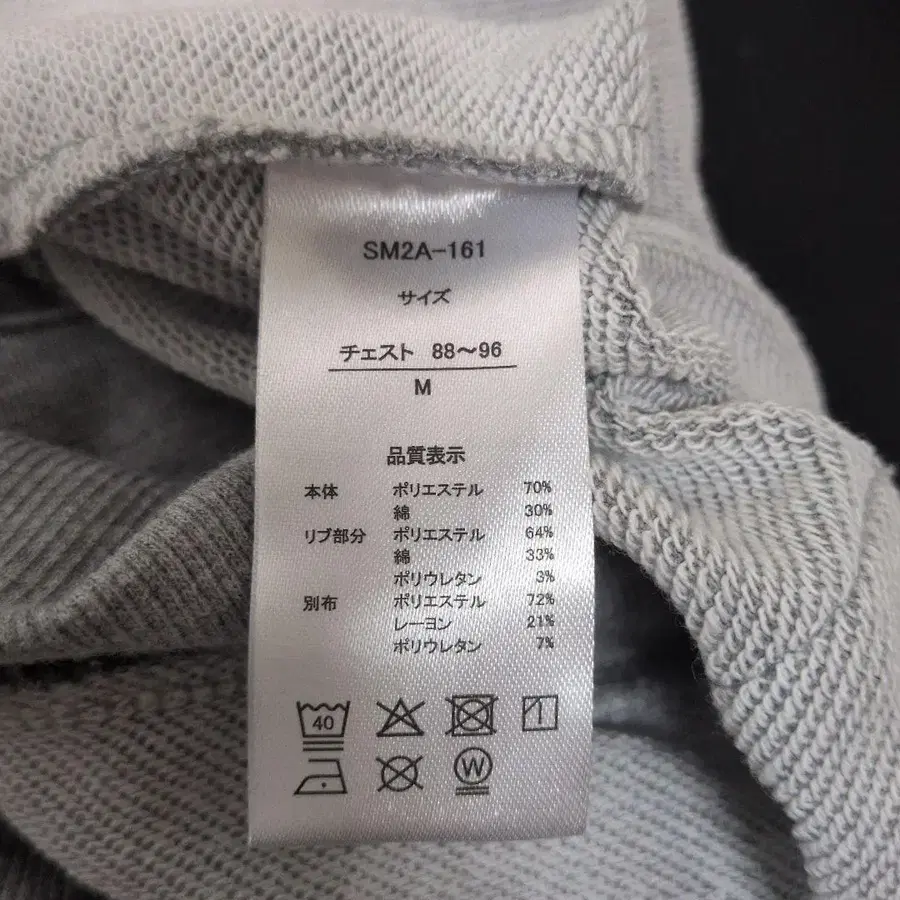 SM2A-161
サイズ
チェスト 88～96
M
品質表示
本体 ポリエステル 70%
綿 30%
リブ部分 ポリエステル 64%
綿 33%
ポリウレタン 3%
別布 ポリエステル 72%
レーヨン 21%
ポリウレタン 7%
40
W